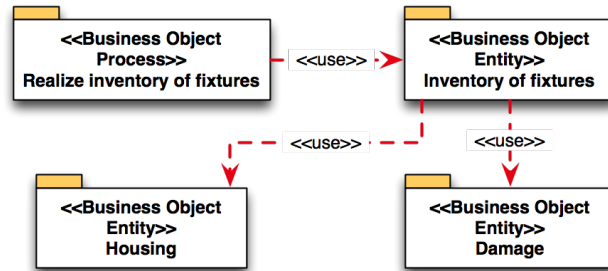 <<Business Object
Process>>
Realize inventory of fixtures
<<use>>
<<Business Object
Entity>>
Inventory of fixtures
<<use>>
<<use>>
<<Business Object
Entity>>
Housing
<<Business Object
Entity>>
Damage